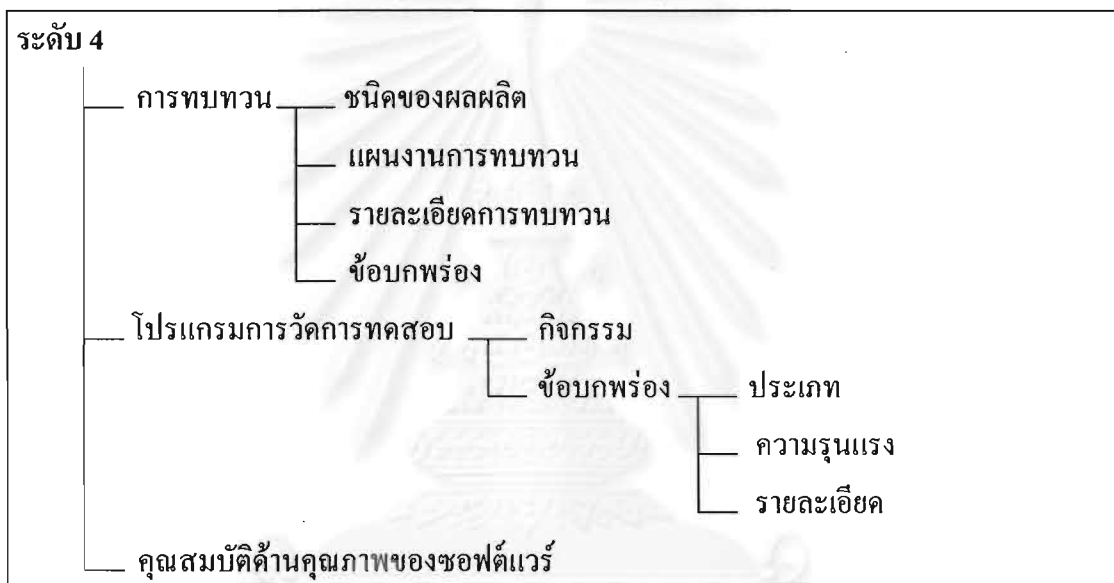 ระดับ 4
การทบทวน ชนิดของผลผลิต
แผนงานการทบทวน
รายละเอียดการทบทวน
ข้อบกพร่อง
โปรแกรมการวัดการทดสอบ กิจกรรม
ข้อบกพร่อง ประเภท
ความรุนแรง
รายละเอียด
คุณสมบัติด้านคุณภาพของซอฟต์แวร์